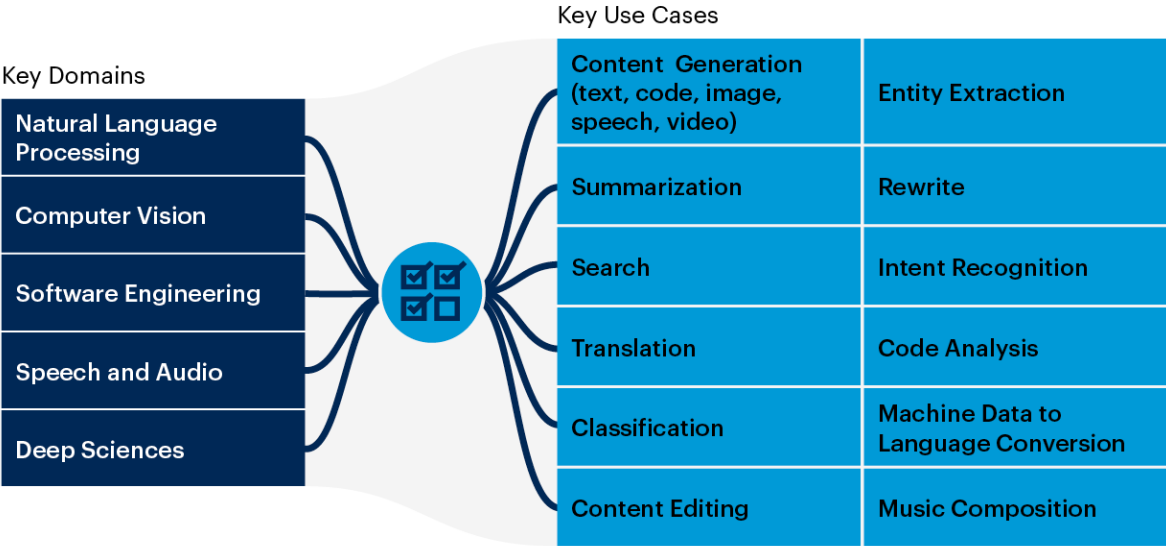 Key Domains
Natural Language
Processing
Computer Vision
Software Engineering
Speech and Audio
Deep Sciences
Key Use Cases
Content Generation
(text, code, image,
speech, video)
Entity Extraction
Summarization
Rewrite
Search
Intent Recognition
Translation
Code Analysis
Classification
Machine Data to
Language Conversion
Content Editing
Music Composition